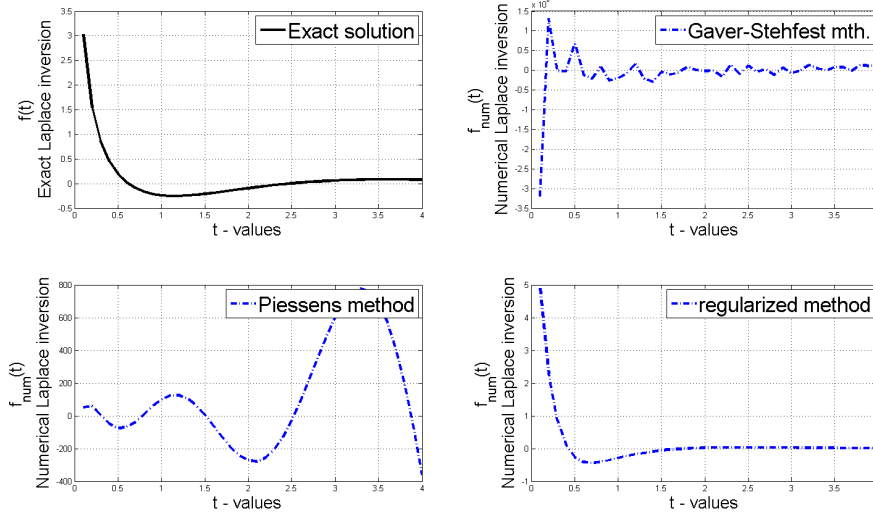 Exact solution
f(t)
Exact Laplace inversion
3.5
3
2.5
2
1.5
1
0.5
0
-0.5
0 0.5 1 1.5 2 2.5 3 3.5 4
t - values
Gaver-Stehfest mth.
f_num(t)
Numerical Laplace inversion
1.5
1
0.5
0
-0.5
-1
-1.5
-2
-2.5
-3
-3.5
0 0.5 1 1.5 2 2.5 3 3.5
t - values
Piessens method
f_num(t)
Numerical Laplace inversion
800
600
400
200
0
-200
-400
0 0.5 1 1.5 2 2.5 3 3.5 4
t - values
regularized method
f_num(t)
Numerical Laplace inversion
5
4
3
2
1
0
-1
0 0.5 1 1.5 2 2.5 3 3.5
t - values